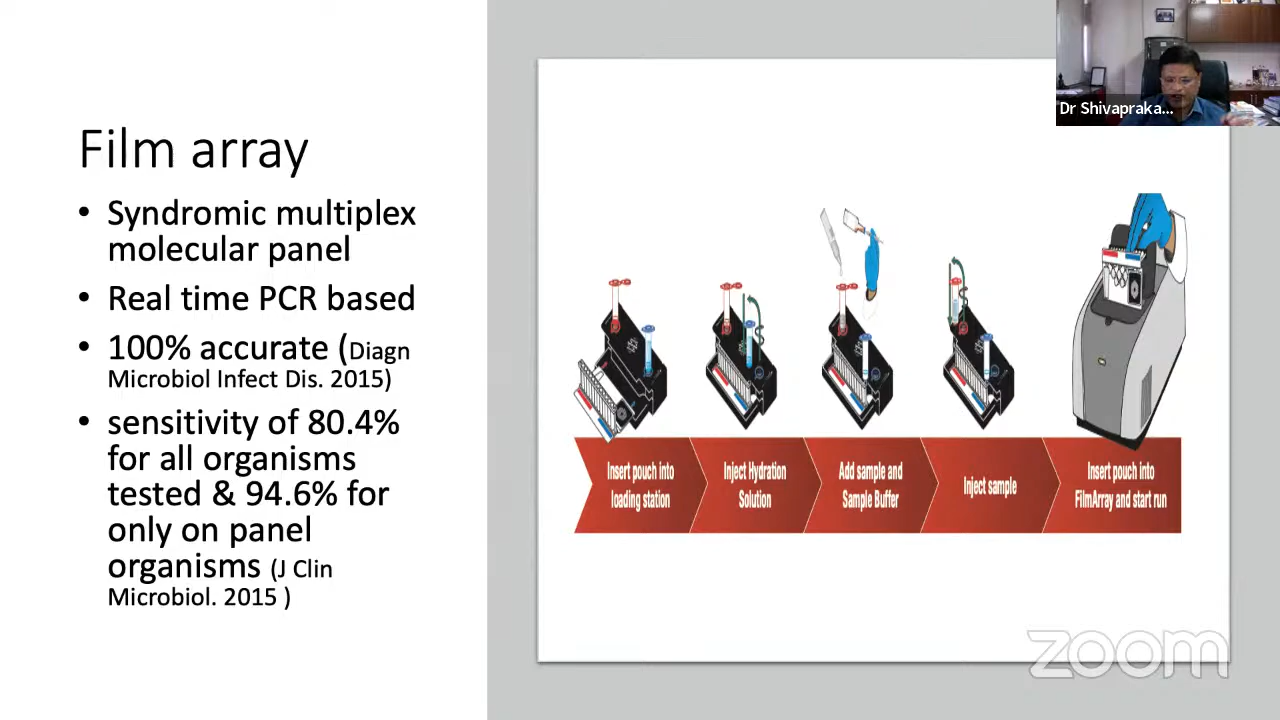 Film array
• Syndromic multiplex
molecular panel
• Real time PCR based
• 100% accurate (Diagn
Microbiol Infect Dis. 2015)
• sensitivity of 80.4%
for all organisms
tested & 94.6% for
only on panel
organisms (J Clin
Microbiol. 2015 )
Insert pouch into
loading station
Inject Hydration
Solution
Add sample and
Sample Buffer
Inject sample
Insert pouch into
FilmArray and start run
Dr Shivapraka...
zoom